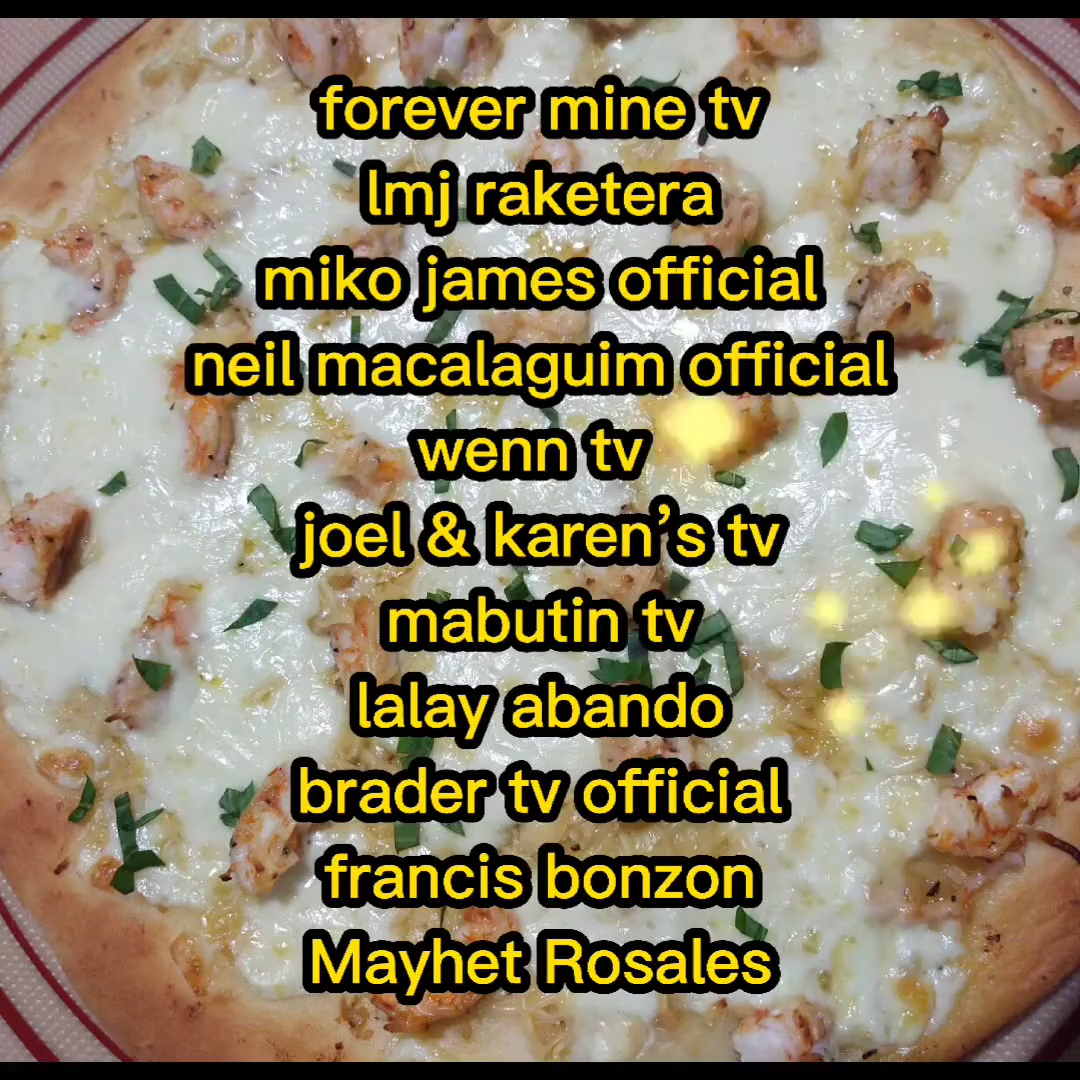 forever mine tv
lmj raketera
miko james official
neil macalaguim official
wenn tv
joel & karen’s tv
mabutin tv
lalay abando
brader tv official
francis bonzon
Mayhet Rosales